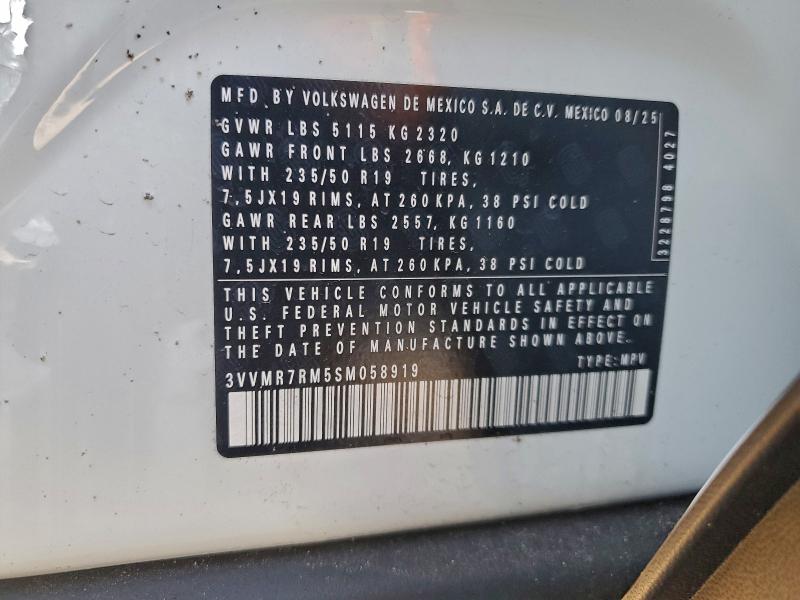 MFD BY VOLKSWAGEN DE MEXICO S.A. DE C.V. MEXICO 08/25
GVWR LBS 5115 KG 2320
GAWR FRONT LBS 2668, KG 1210
WITH 235/50 R19 TIRES,
7,5JX19 RIMS, AT 260 KPA, 38 PSI COLD
GAWR REAR LBS 2557, KG 1160
WITH 235/50 R19 TIRES,
7,5JX19 RIMS, AT 260 KPA, 38 PSI COLD
3228798 4027
THIS VEHICLE CONFORMS TO ALL APPLICABLE
U.S. FEDERAL MOTOR VEHICLE SAFETY AND
THEFT PREVENTION STANDARDS IN EFFECT ON
THE DATE OF MANUFACTURE SHOWN ABOVE.
TYPE: MPV
3VVMR7RM5SM058919